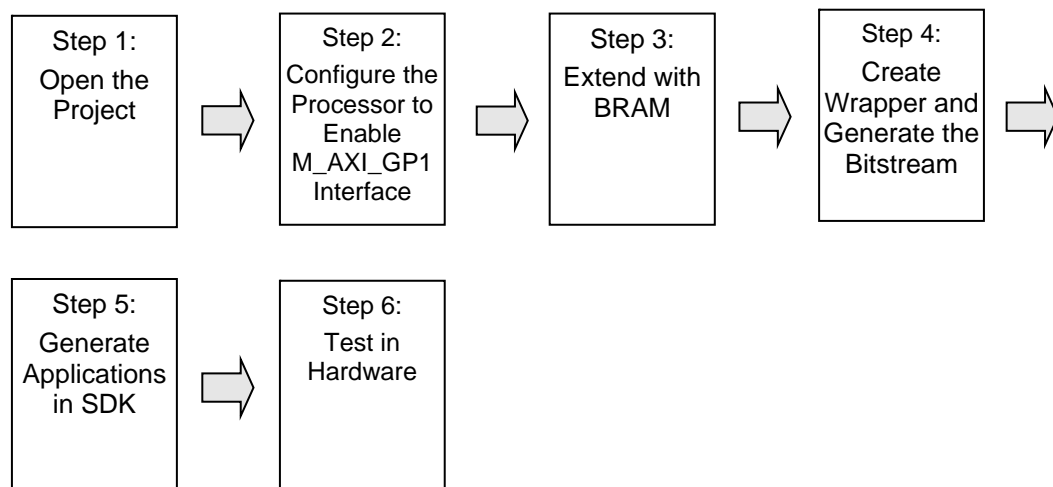 Step 1:
Open the
Project
Step 2:
Configure the
Processor to
Enable
M_AXI_GP1
Interface
Step 3:
Extend with
BRAM
Step 4:
Create
Wrapper and
Generate the
Bitstream
Step 5:
Generate
Applications
in SDK
Step 6:
Test in
Hardware